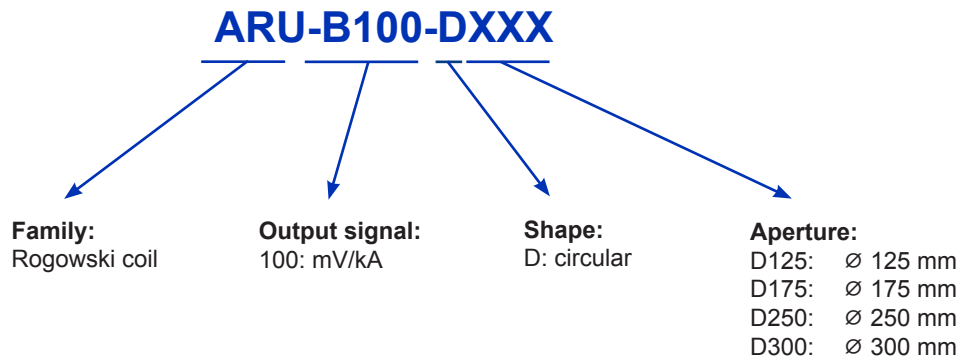 ARU-B100-DXXX
Family:
Rogowski coil
Output signal:
100: mV/kA
Shape:
D: circular
Aperture:
D125: ∅ 125 mm
D175: ∅ 175 mm
D250: ∅ 250 mm
D300: ∅ 300 mm